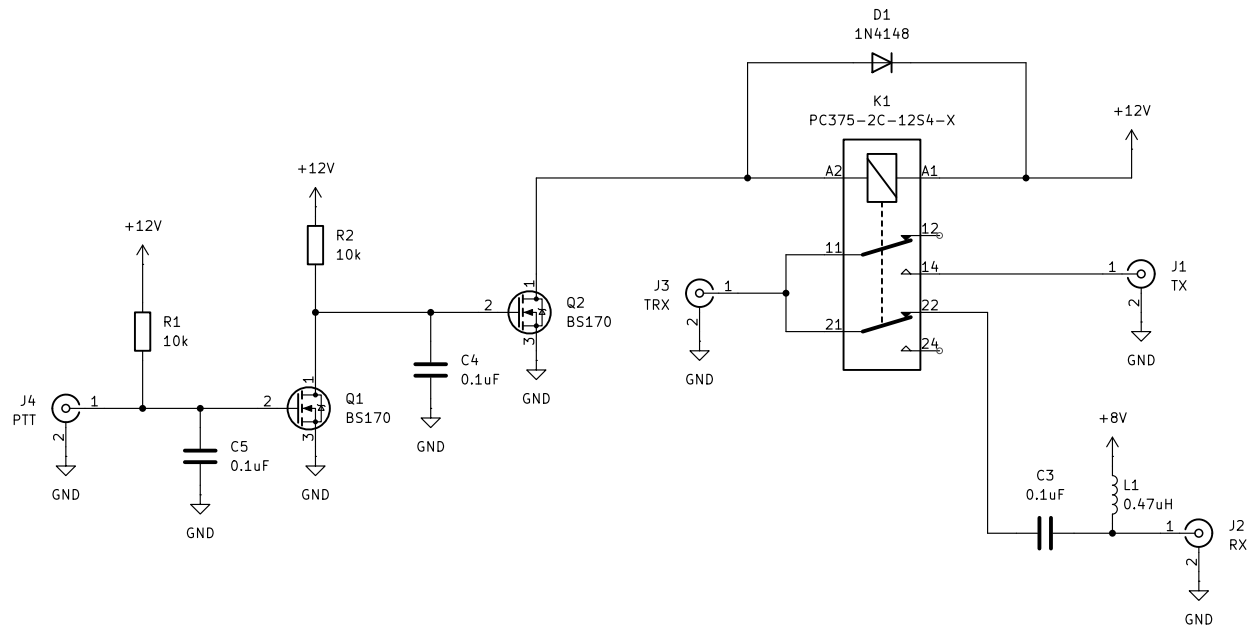 D1
1N4148
K1
PC375-2C-12S4-X
+12V
A2
A1
+12V
+12V
R2
10k
R1
10k
J4
PTT
1
2
GND
C5
0.1uF
GND
2
1
3
Q1
BS170
GND
C4
0.1uF
GND
2
1
3
Q2
BS170
GND
J3
TRX
1
2
GND
11
12
14
21
22
24
1
J1
TX
2
GND
+8V
C3
0.1uF
L1
0.47uH
1
J2
RX
2
GND